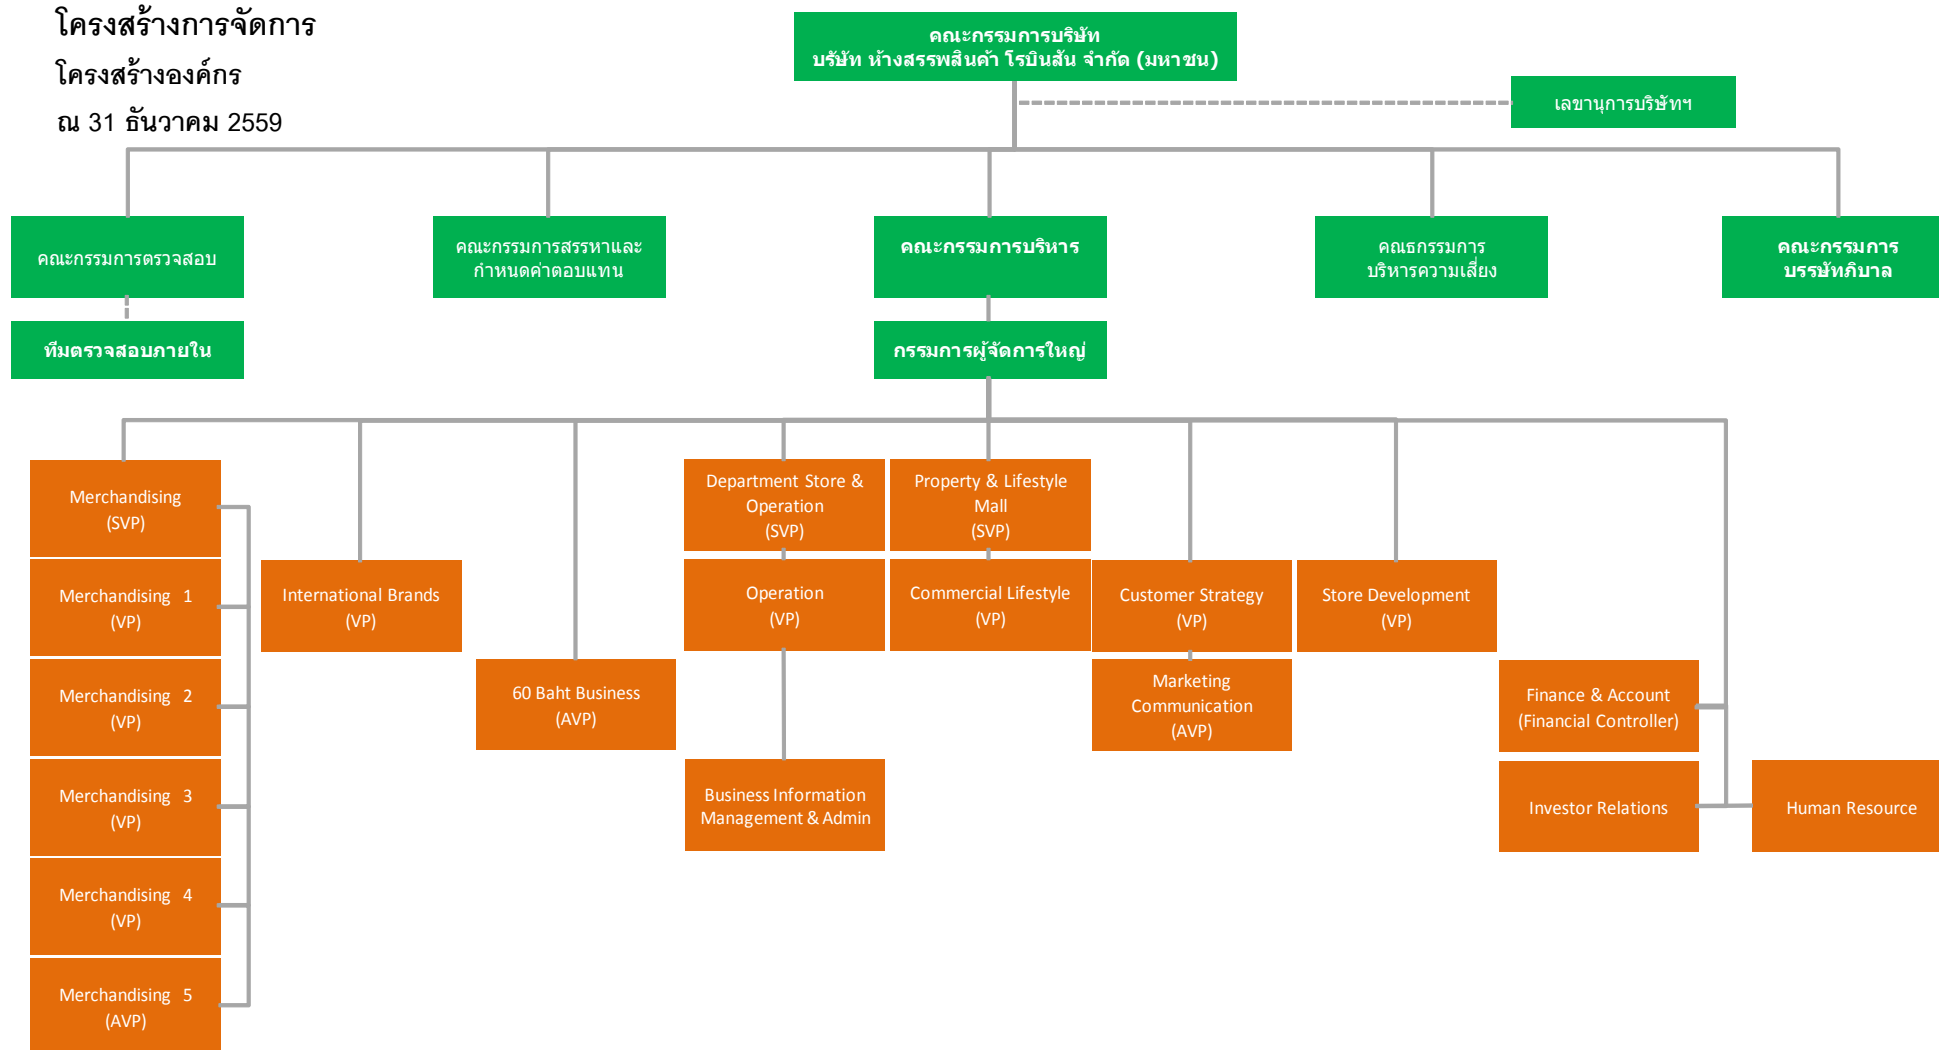 โครงสร้างการจัดการ
โครงสร้างองค์กร
ณ 31 ธันวาคม 2559
คณะกรรมการบริษัท
บริษัท ห้างสรรพสินค้า โรบินสัน จำกัด (มหาชน)
เลขานุการบริษัทฯ
คณะกรรมการตรวจสอบ
คณะกรรมการสรรหาและ
กำหนดค่าตอบแทน
คณะกรรมการบริหาร
คณธกรรมการ
บริหารความเสี่ยง
คณะกรรมการ
บรรษัทภิบาล
ทีมตรวจสอบภายใน
กรรมการผู้จัดการใหญ่
Merchandising
(SVP)
Department Store &
Operation
(SVP)
Property & Lifestyle
Mall
(SVP)
Merchandising 1
(VP)
International Brands
(VP)
Operation
(VP)
Commercial Lifestyle
(VP)
Customer Strategy
(VP)
Store Development
(VP)
Merchandising 2
(VP)
60 Baht Business
(AVP)
Marketing
Communication
(AVP)
Finance & Account
(Financial Controller)
Merchandising 3
(VP)
Business Information
Management & Admin
Investor Relations
Human Resource
Merchandising 4
(VP)
Merchandising 5
(AVP)